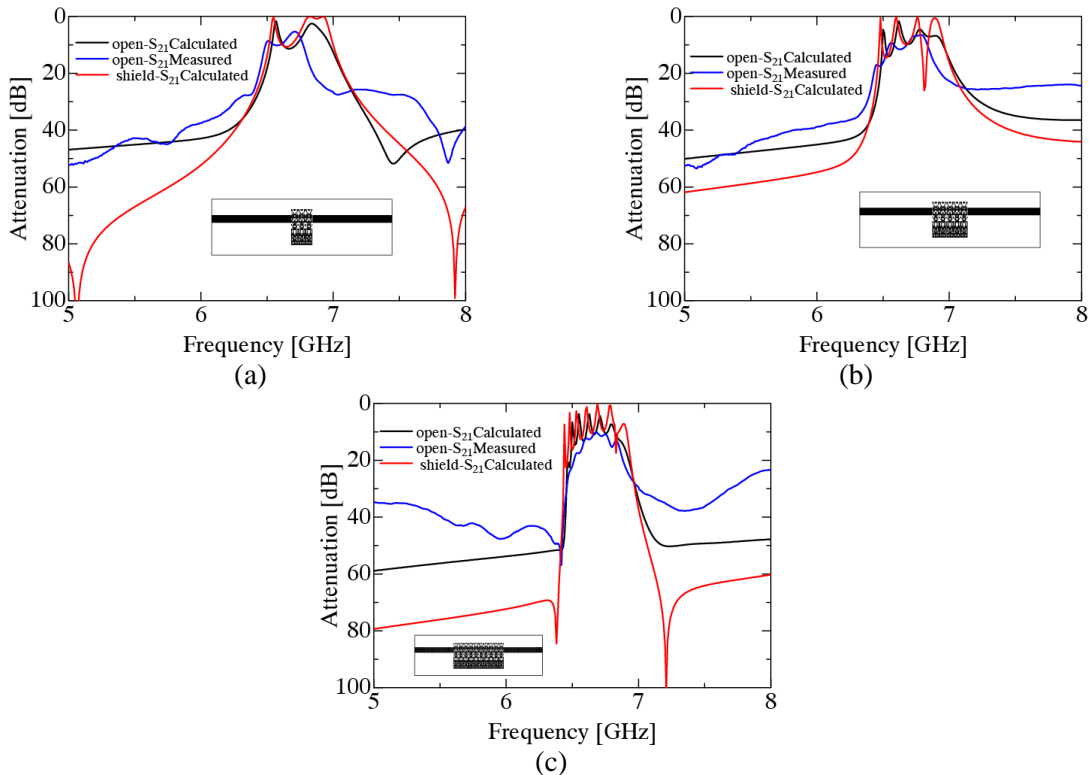 0
20
40
60
80
100
Attenuation [dB]
open-S₂₁Calculated
open-S₂₁Measured
shield-S₂₁Calculated
5 6 7 8
Frequency [GHz]
(a)
0
20
40
60
80
100
Attenuation [dB]
open-S₂₁Calculated
open-S₂₁Measured
shield-S₂₁Calculated
5 6 7 8
Frequency [GHz]
(b)
0
20
40
60
80
100
Attenuation [dB]
open-S₂₁Calculated
open-S₂₁Measured
shield-S₂₁Calculated
5 6 7 8
Frequency [GHz]
(c)